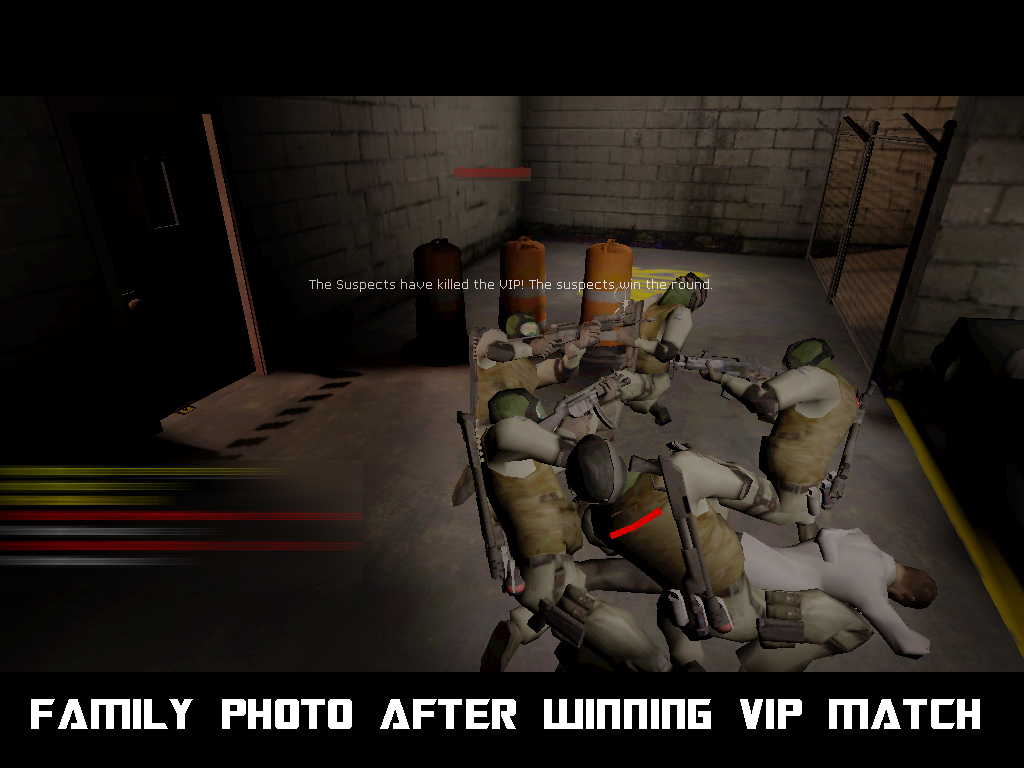 The Suspects have killed the VIP! The suspects win the round.
FAMILY PHOTO AFTER WINNING VIP MATCH